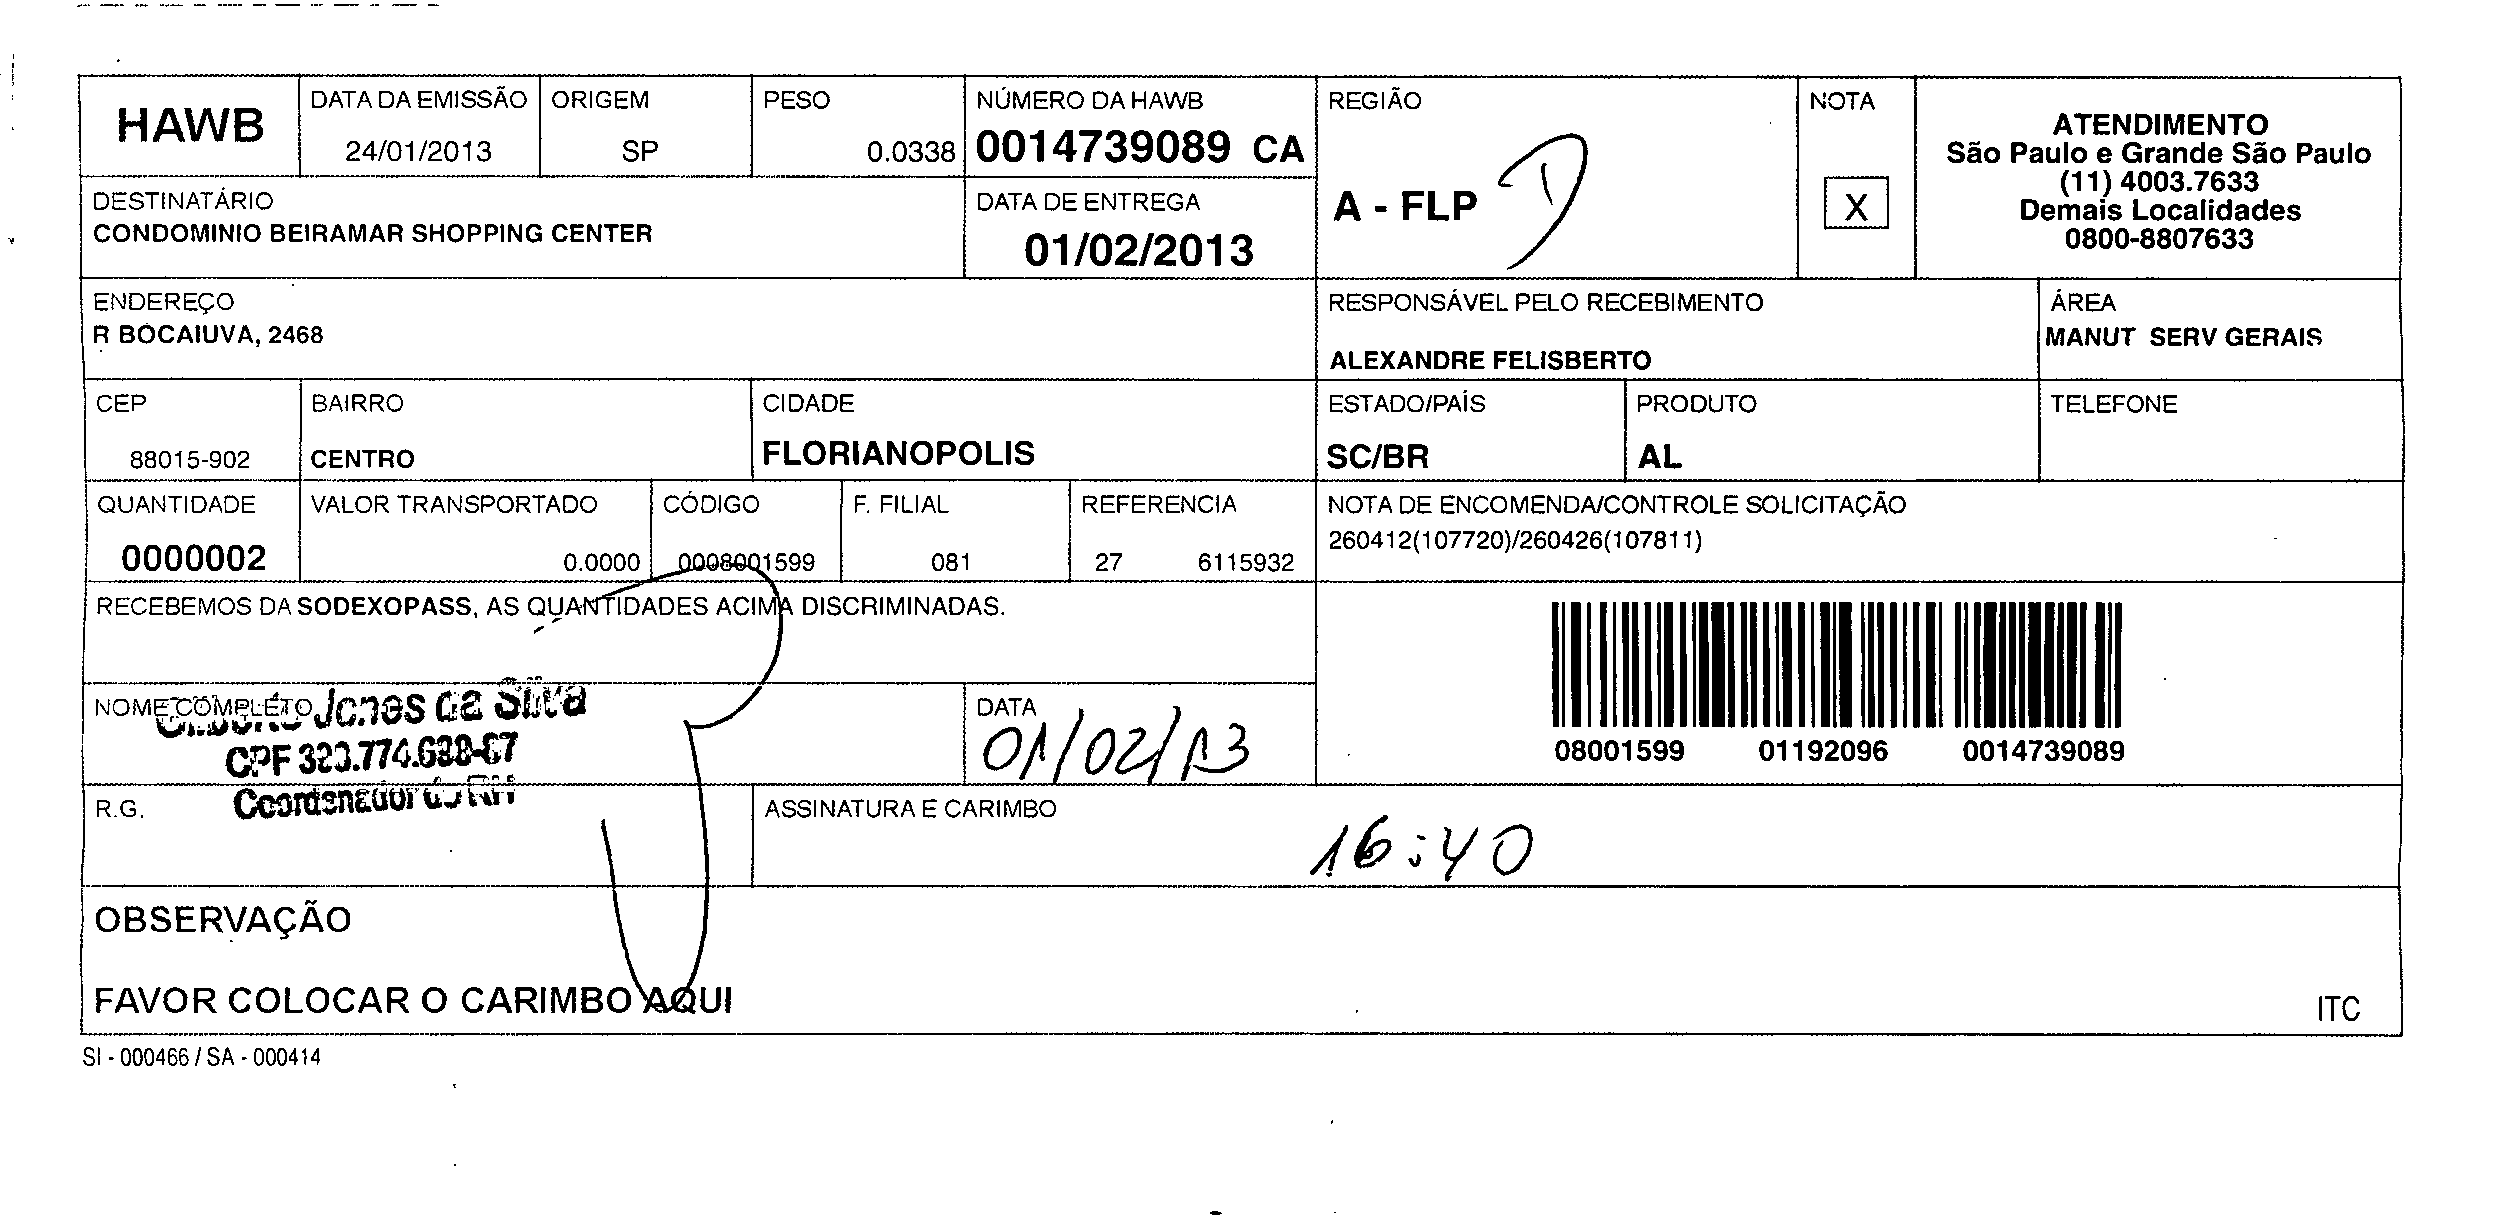 HAWB
DATA DA EMISSÃO
24/01/2013
ORIGEM
SP
PESO
0.0338
NÚMERO DA HAWB
0014739089 CA
REGIÃO
A - FLP
NOTA
X
ATENDIMENTO
São Paulo e Grande São Paulo
(11) 4003.7633
Demais Localidades
0800-8807633
DESTINATÁRIO
CONDOMINIO BEIRAMAR SHOPPING CENTER
DATA DE ENTREGA
01/02/2013
ENDEREÇO
R BOCAIUVA, 2468
RESPONSÁVEL PELO RECEBIMENTO
ALEXANDRE FELISBERTO
ÁREA
MANUT SERV GERAIS
CEP
88015-902
BAIRRO
CENTRO
CIDADE
FLORIANOPOLIS
ESTADO/PAÍS
SC/BR
PRODUTO
AL
TELEFONE
QUANTIDADE
0000002
VALOR TRANSPORTADO
0.0000
CÓDIGO
0008001599
F. FILIAL
081
REFERENCIA
27 6115932
NOTA DE ENCOMENDA/CONTROLE SOLICITAÇÃO
260412(107720)/260426(107811)
RECEBEMOS DA SODEXOPASS, AS QUANTIDADES ACIMA DISCRIMINADAS.
NOME COMPLETO
Jones da Silva
CPF
Coordenador de RH
DATA
01/02/13
08001599 01192096 0014739089
R.G.
ASSINATURA E CARIMBO
16:40
OBSERVAÇÃO
FAVOR COLOCAR O CARIMBO AQUI
ITC
SI - 000466 / SA - 000414